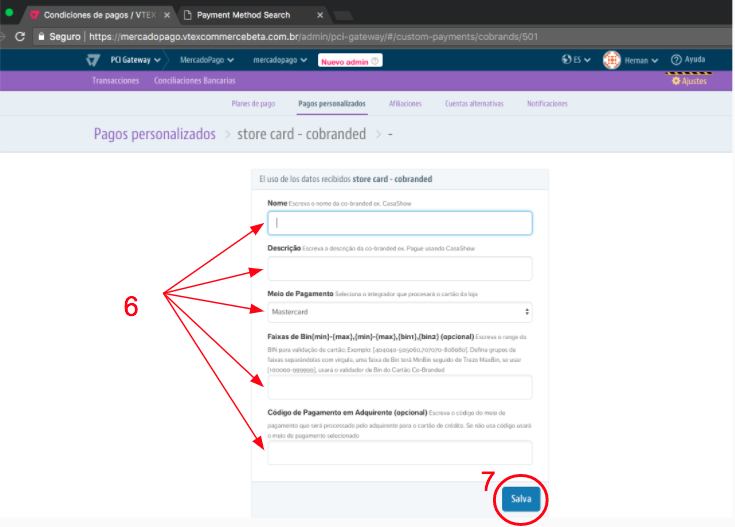 Condiciones de pagos / VTEX × Payment Method Search ×
Seguro | https://mercadopago.vtexcommercebeta.com.br/admin/pci-gateway/#/custom-payments/cobrands/501
PCI Gateway MercadoPago mercadopago Nuevo admin ES Hernan Ayuda
Transacciones Conciliaciones Bancarias Ajustes
Planes de pago Pagos personalizados Afiliaciones Cuentas alternativas Notificaciones
Pagos personalizados > store card - cobranded > -
El uso de los datos recibidos store card - cobranded
Nome Escreva o nome da co-branded ex. CasaShow
Descrição Escreva a descrição da co-branded ex. Pague usando CasaShow
Meio de Pagamento Seleciona o integrador que procesará o cartão da loja
6
Mastercard
Faixas de Bin[min]-[max],[min]-[max],[bin1],[bin2] (opcional) Escreva o range do
BIN para validação de cartão: Exemplo: [404040-505060,707070-808080]. Defina grupos de
faixas separándolas com virgula, uma faixa de Bin terá MinBin seguido de Trazo MaxBin, se usar
[100000-999999], usará o validador de Bin do Cartão Co-Branded
Código de Pagamento em Adquirente (opcional) Escreva o código do meio de
pagamento que será processado pelo adquirente para o cartão de crédito. Se não usa código usará
o meio do pagamento selecionado
7
Salva